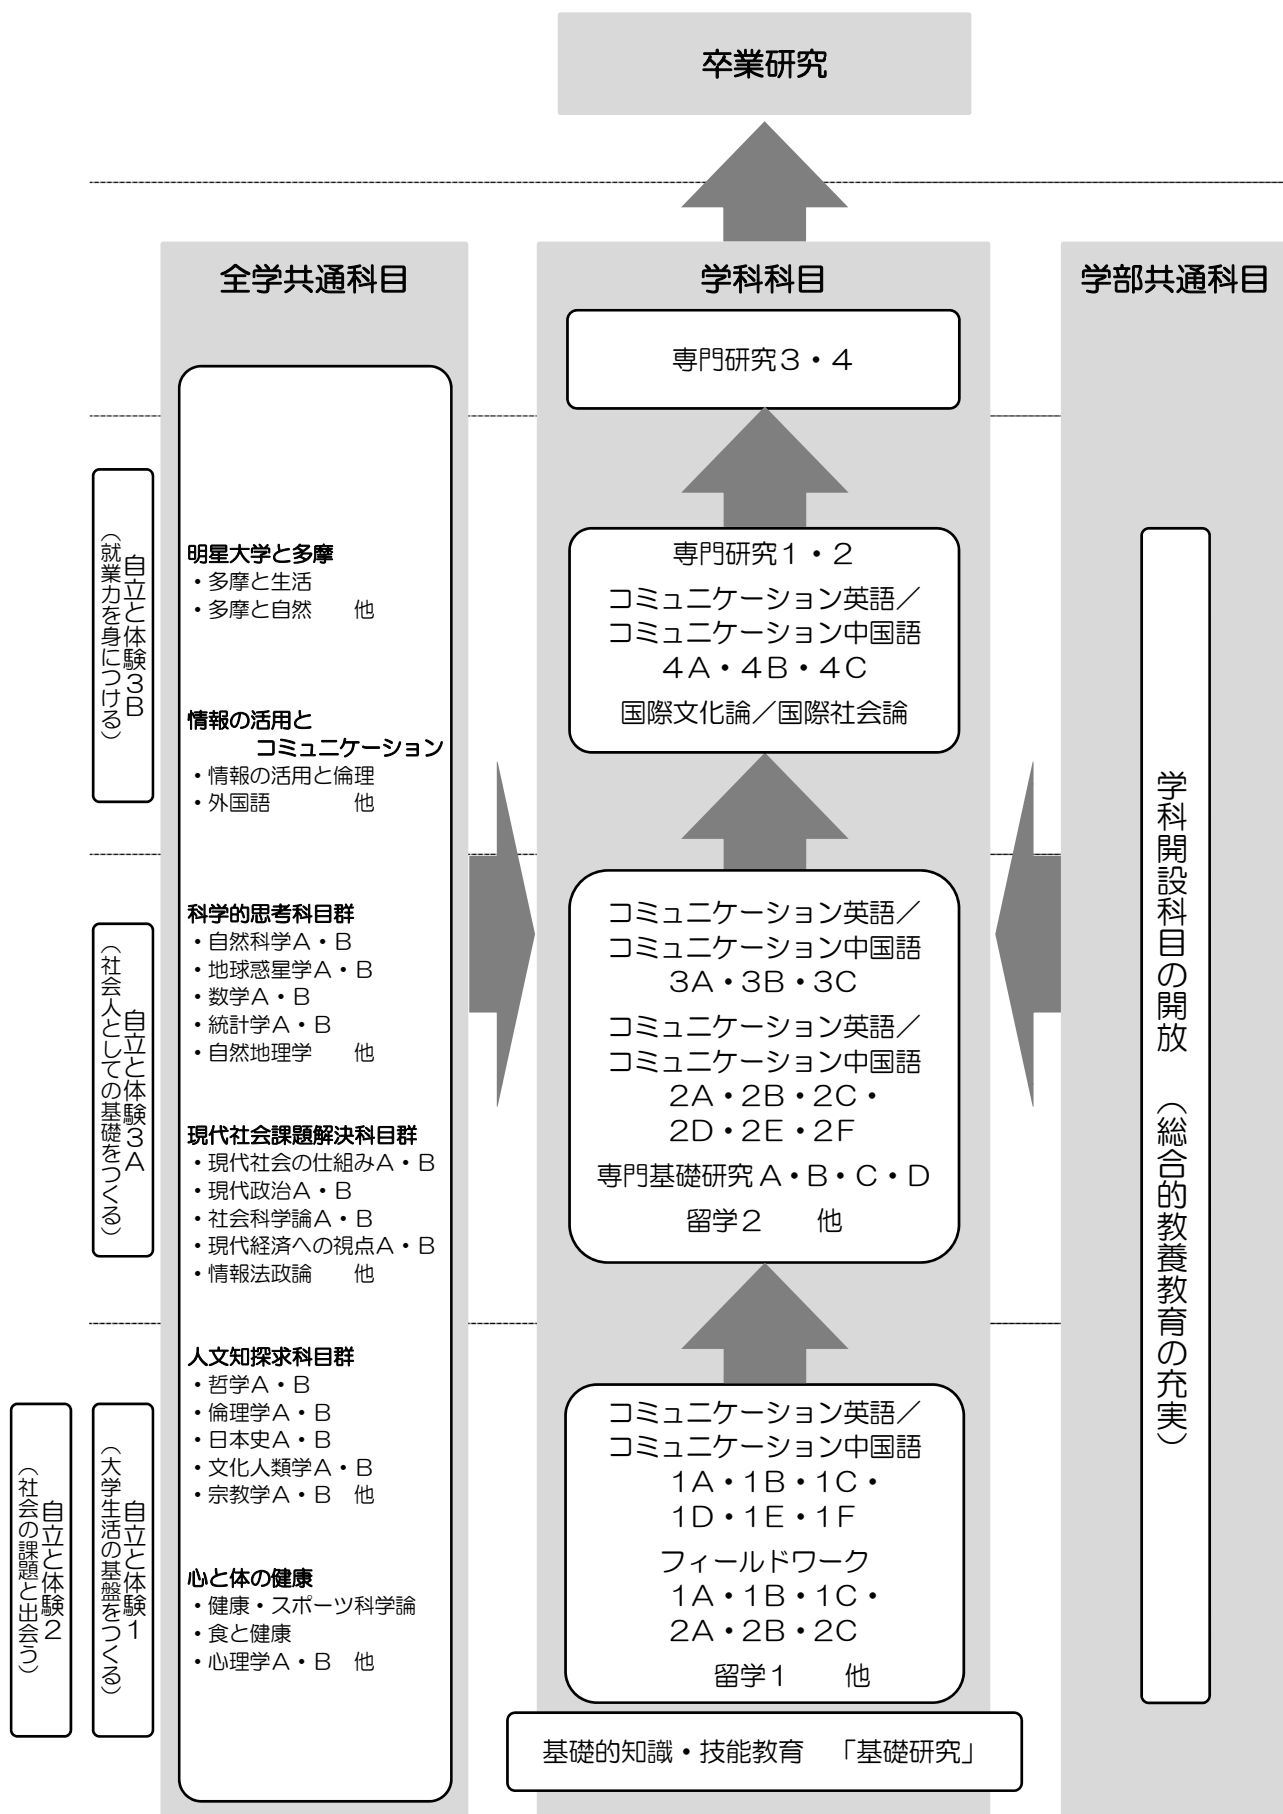 卒業研究
全学共通科目
学科科目
学部共通科目
自立と体験3B
（就業力を身につける）
自立と体験3A
（社会人としての基礎をつくる）
自立と体験1
（大学生活の基盤をつくる）
自立と体験2
（社会の課題と出会う）
明星大学と多摩
・多摩と生活
・多摩と自然　他
情報の活用と
コミュニケーション
・情報の活用と倫理
・外国語　他
科学的思考科目群
・自然科学A・B
・地球惑星学A・B
・数学A・B
・統計学A・B
・自然地理学　他
現代社会課題解決科目群
・現代社会の仕組みA・B
・現代政治A・B
・社会科学論A・B
・現代経済への視点A・B
・情報法政論　他
人文知探求科目群
・哲学A・B
・倫理学A・B
・日本史A・B
・文化人類学A・B
・宗教学A・B　他
心と体の健康
・健康・スポーツ科学論
・食と健康
・心理学A・B　他
専門研究3・4
専門研究1・2
コミュニケーション英語／
コミュニケーション中国語
4A・4B・4C
国際文化論／国際社会論
コミュニケーション英語／
コミュニケーション中国語
3A・3B・3C
コミュニケーション英語／
コミュニケーション中国語
2A・2B・2C・
2D・2E・2F
専門基礎研究A・B・C・D
留学2　他
コミュニケーション英語／
コミュニケーション中国語
1A・1B・1C・
1D・1E・1F
フィールドワーク
1A・1B・1C・
2A・2B・2C
留学1　他
基礎的知識・技能教育　「基礎研究」
学科開設科目の開放　（総合的教養教育の充実）